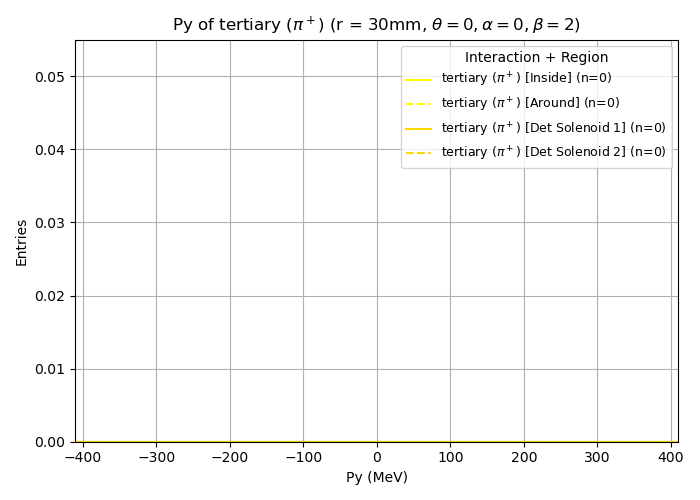 Py of tertiary (π⁺) (r = 30mm, θ = 0, α = 0, β = 2)
Interaction + Region
tertiary (π⁺) [Inside] (n=0)
tertiary (π⁺) [Around] (n=0)
tertiary (π⁺) [Det Solenoid 1] (n=0)
tertiary (π⁺) [Det Solenoid 2] (n=0)
Entries
0.05
0.04
0.03
0.02
0.01
0.00
−400 −300 −200 −100 0 100 200 300 400
Py (MeV)